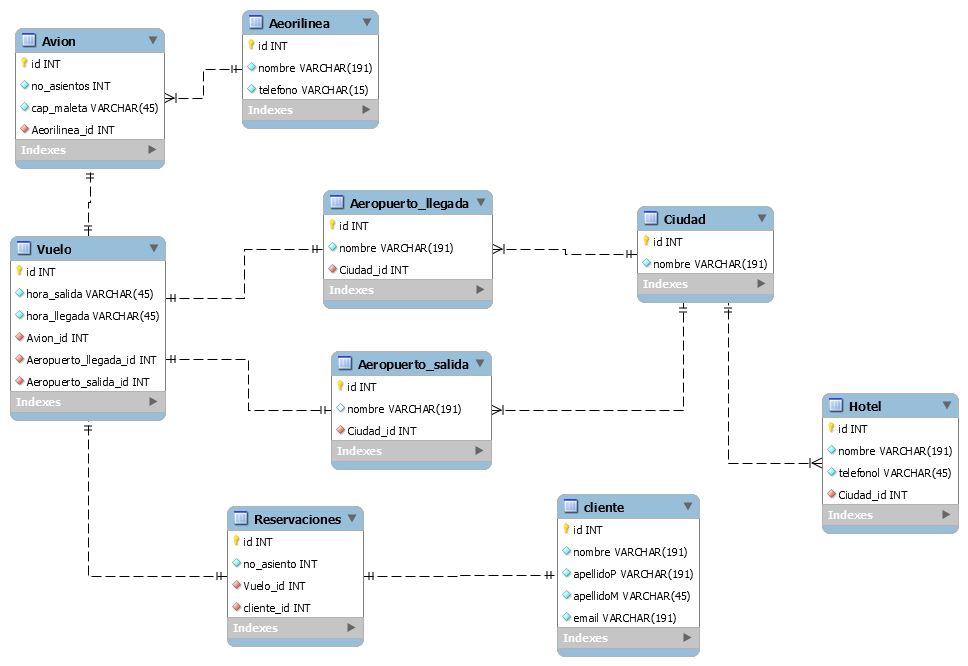 Aeorilinea
id INT
nombre VARCHAR(191)
telefono VARCHAR(15)
Indexes
Avion
id INT
no_asientos INT
cap_maleta VARCHAR(45)
Aeorilinea_id INT
Indexes
Aeropuerto_llegada
id INT
nombre VARCHAR(191)
Ciudad_id INT
Indexes
Ciudad
id INT
nombre VARCHAR(191)
Indexes
Vuelo
id INT
hora_salida VARCHAR(45)
hora_llegada VARCHAR(45)
Avion_id INT
Aeropuerto_llegada_id INT
Aeropuerto_salida_id INT
Indexes
Aeropuerto_salida
id INT
nombre VARCHAR(191)
Ciudad_id INT
Indexes
Hotel
id INT
nombre VARCHAR(191)
telefonol VARCHAR(45)
Ciudad_id INT
Indexes
Reservaciones
id INT
no_asiento INT
Vuelo_id INT
cliente_id INT
Indexes
cliente
id INT
nombre VARCHAR(191)
apellidoP VARCHAR(191)
apellidoM VARCHAR(45)
email VARCHAR(191)
Indexes